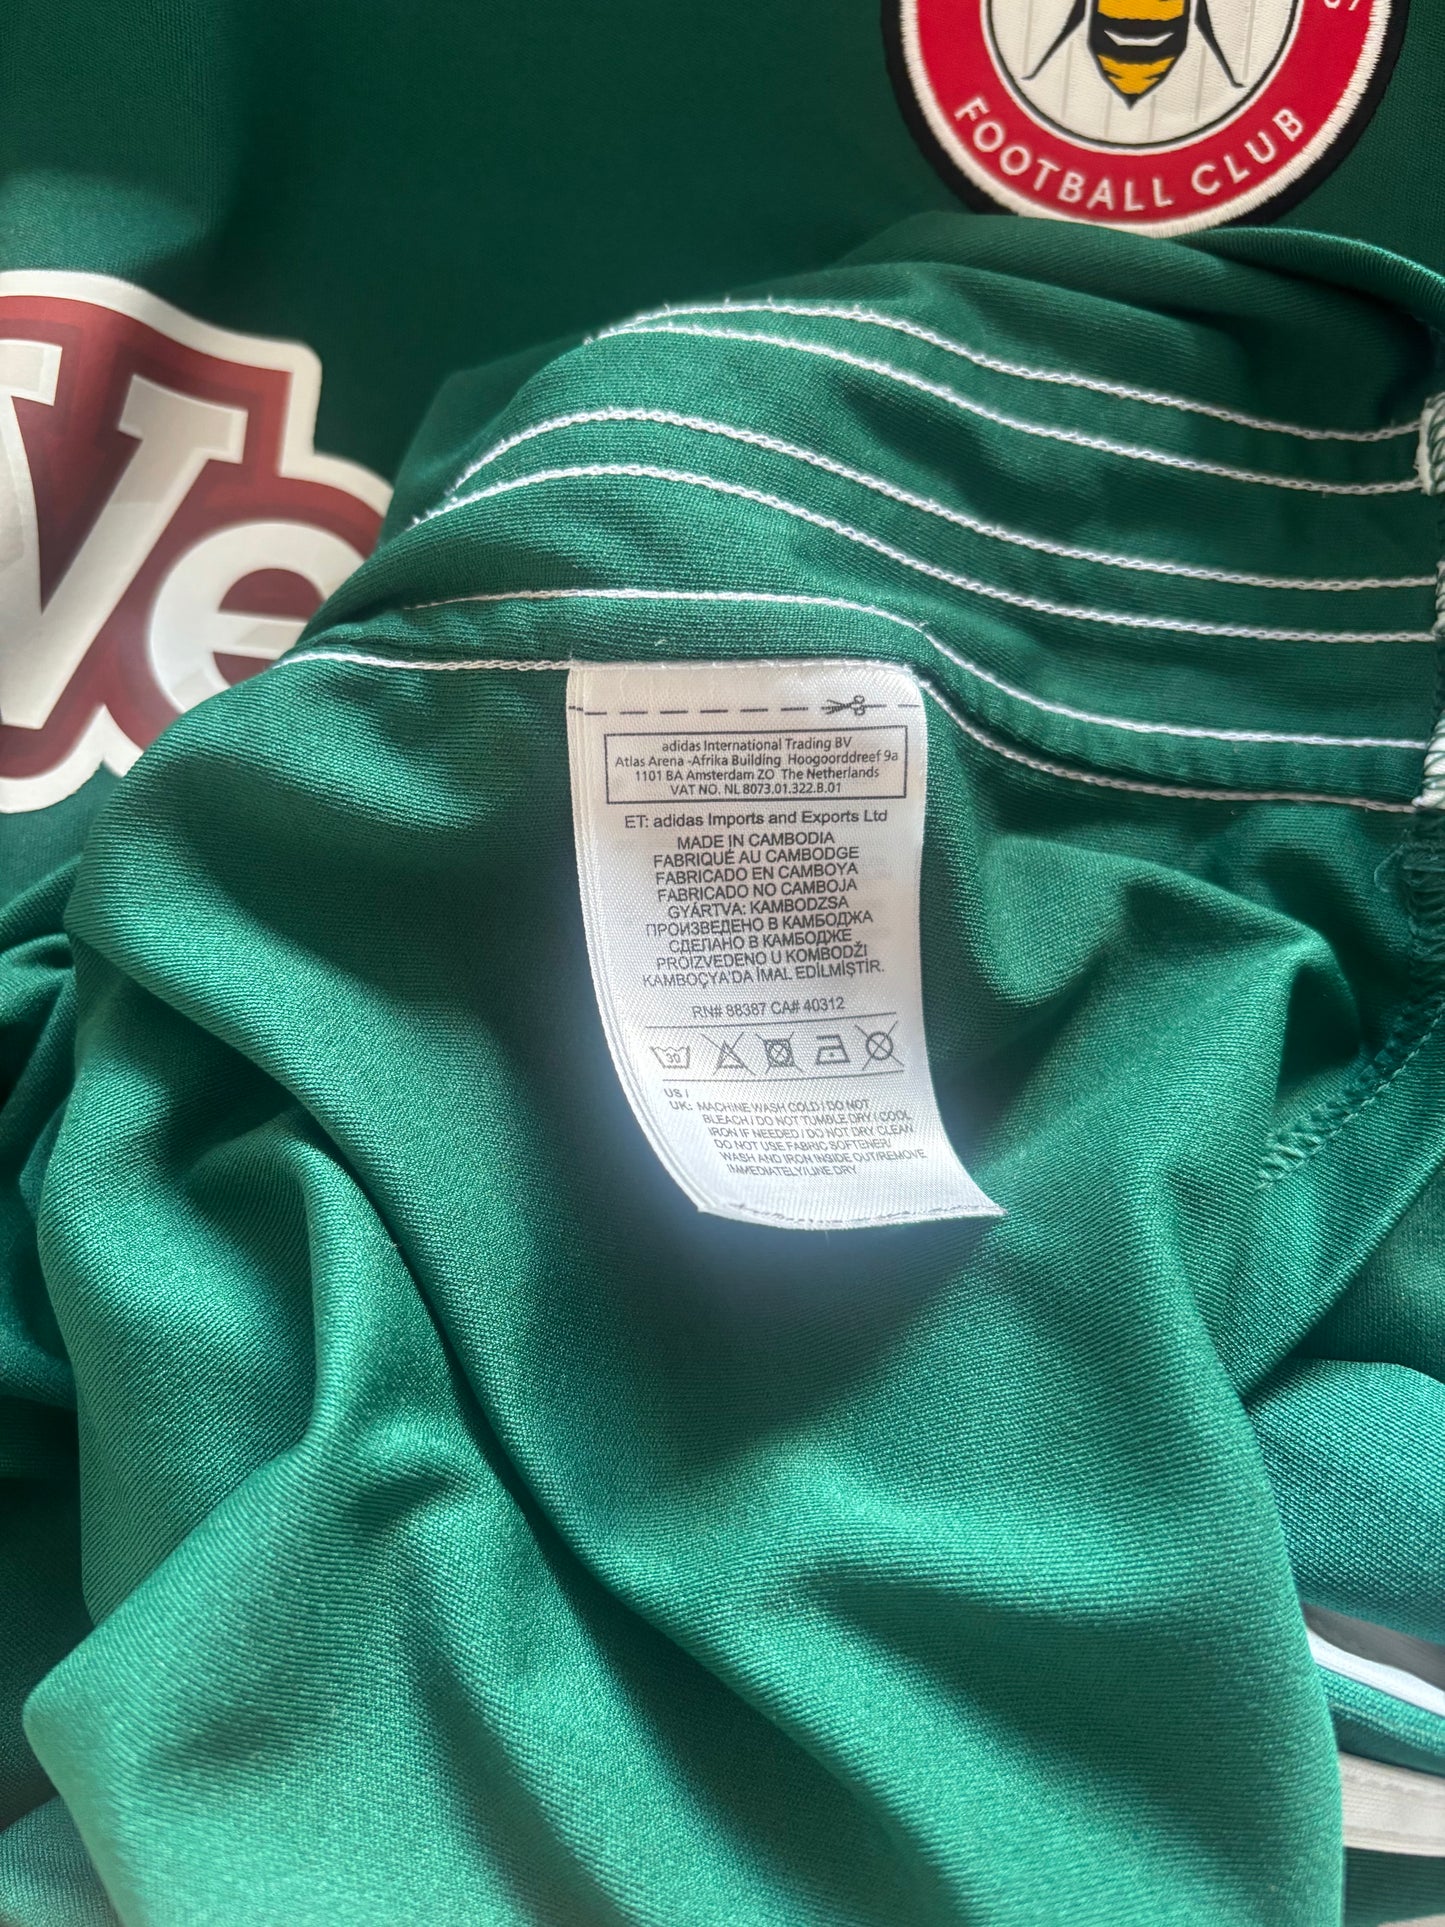 FOOTBALL CLUB
Ve
adidas International Trading BV
Atlas Arena -Afrika Building Hoogoorddreef 9a
1101 BA Amsterdam ZO The Netherlands
VAT NO. NL 8073.01.322.B.01
ET: adidas Imports and Exports Ltd
MADE IN CAMBODIA
FABRIQUÉ AU CAMBODGE
FABRICADO EN CAMBOYA
FABRICADO NO CAMBOJA
GYÁRTVA: KAMBODZSA
ПРОИЗВЕДЕНО В КАМБОДЖА
СДЕЛАНО В КАМБОДЖЕ
PROIZVEDENO U KOMBODŽI
KAMBOÇYA'DA İMAL EDİLMİŞTİR.
RN# 88387 CA# 40312
30
US /
UK: MACHINE WASH COLD / DO NOT
BLEACH / DO NOT TUMBLE DRY / COOL
IRON IF NEEDED / DO NOT DRY CLEAN
DO NOT USE FABRIC SOFTENER/
WASH AND IRON INSIDE OUT/REMOVE
IMMEDIATELY/LINE DRY